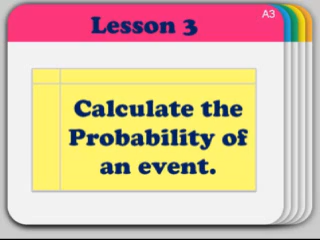 A3
Lesson 3
Calculate the
Probability of
an event.